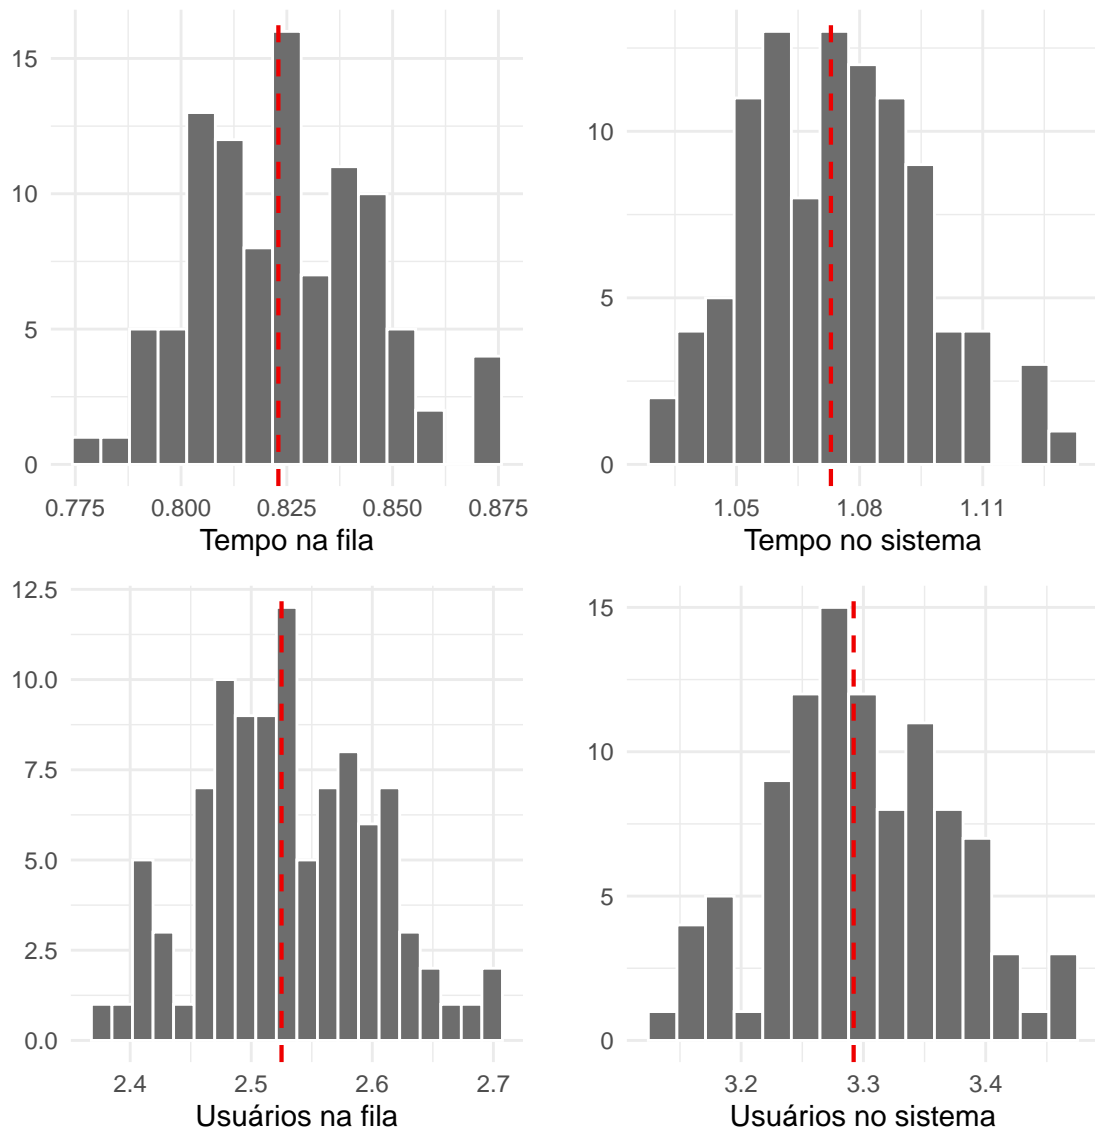 15
10
5
0
0.775 0.800 0.825 0.850 0.875
Tempo na fila
10
5
0
1.05 1.08 1.11
Tempo no sistema
12.5
10.0
7.5
5.0
2.5
0.0
2.4 2.5 2.6 2.7
Usuários na fila
15
10
5
0
3.2 3.3 3.4
Usuários no sistema